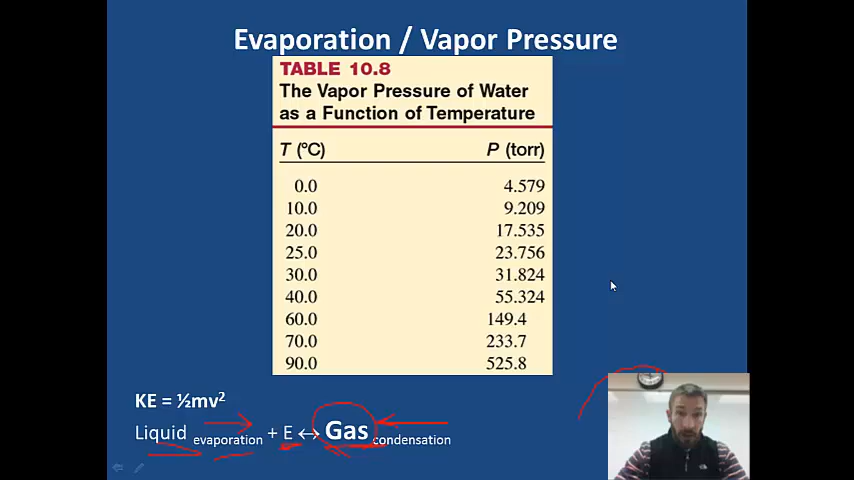 Evaporation / Vapor Pressure
TABLE 10.8
The Vapor Pressure of Water
as a Function of Temperature
T (°C) P (torr)
0.0 4.579
10.0 9.209
20.0 17.535
25.0 23.756
30.0 31.824
40.0 55.324
60.0 149.4
70.0 233.7
90.0 525.8
KE = ½mv²
Liquid evaporation + E ↔ Gas condensation